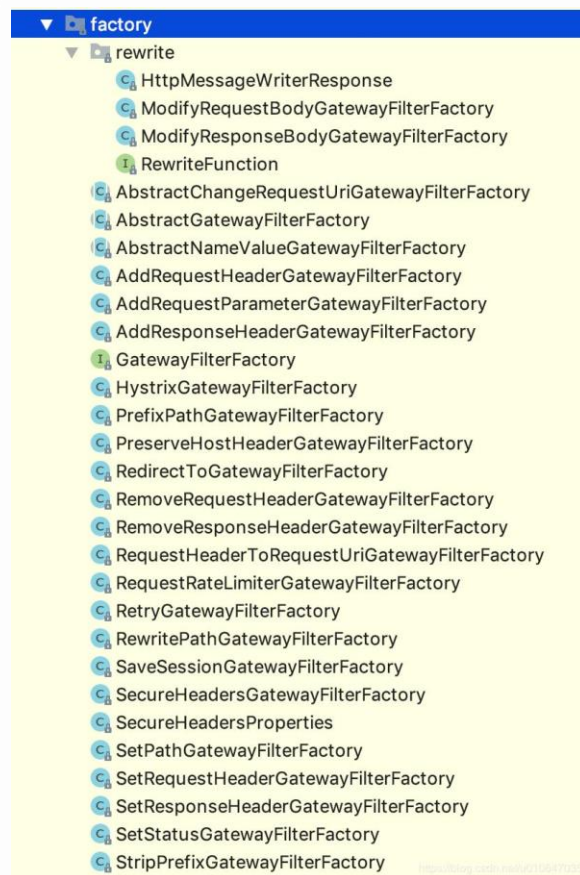 factory
rewrite
HttpMessageWriterResponse
ModifyRequestBodyGatewayFilterFactory
ModifyResponseBodyGatewayFilterFactory
RewriteFunction
AbstractChangeRequestUriGatewayFilterFactory
AbstractGatewayFilterFactory
AbstractNameValueGatewayFilterFactory
AddRequestHeaderGatewayFilterFactory
AddRequestParameterGatewayFilterFactory
AddResponseHeaderGatewayFilterFactory
GatewayFilterFactory
HystrixGatewayFilterFactory
PrefixPathGatewayFilterFactory
PreserveHostHeaderGatewayFilterFactory
RedirectToGatewayFilterFactory
RemoveRequestHeaderGatewayFilterFactory
RemoveResponseHeaderGatewayFilterFactory
RequestHeaderToRequestUriGatewayFilterFactory
RequestRateLimiterGatewayFilterFactory
RetryGatewayFilterFactory
RewritePathGatewayFilterFactory
SaveSessionGatewayFilterFactory
SecureHeadersGatewayFilterFactory
SecureHeadersProperties
SetPathGatewayFilterFactory
SetRequestHeaderGatewayFilterFactory
SetResponseHeaderGatewayFilterFactory
SetStatusGatewayFilterFactory
StripPrefixGatewayFilterFactory